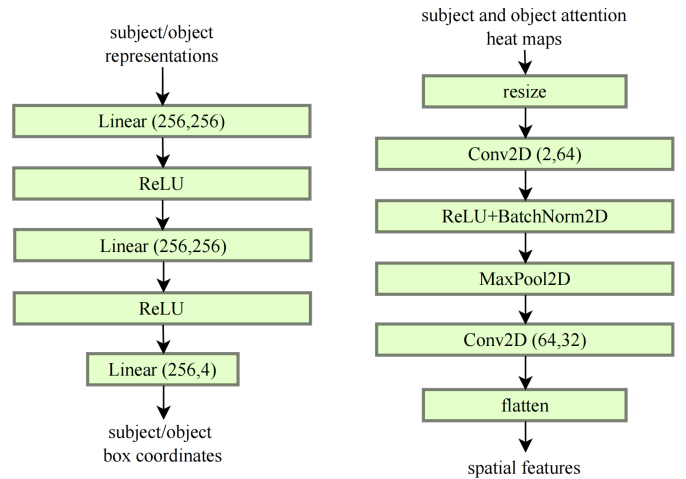 subject/object
representations
Linear (256,256)
ReLU
Linear (256,256)
ReLU
Linear (256,4)
subject/object
box coordinates
subject and object attention
heat maps
resize
Conv2D (2,64)
ReLU+BatchNorm2D
MaxPool2D
Conv2D (64,32)
flatten
spatial features